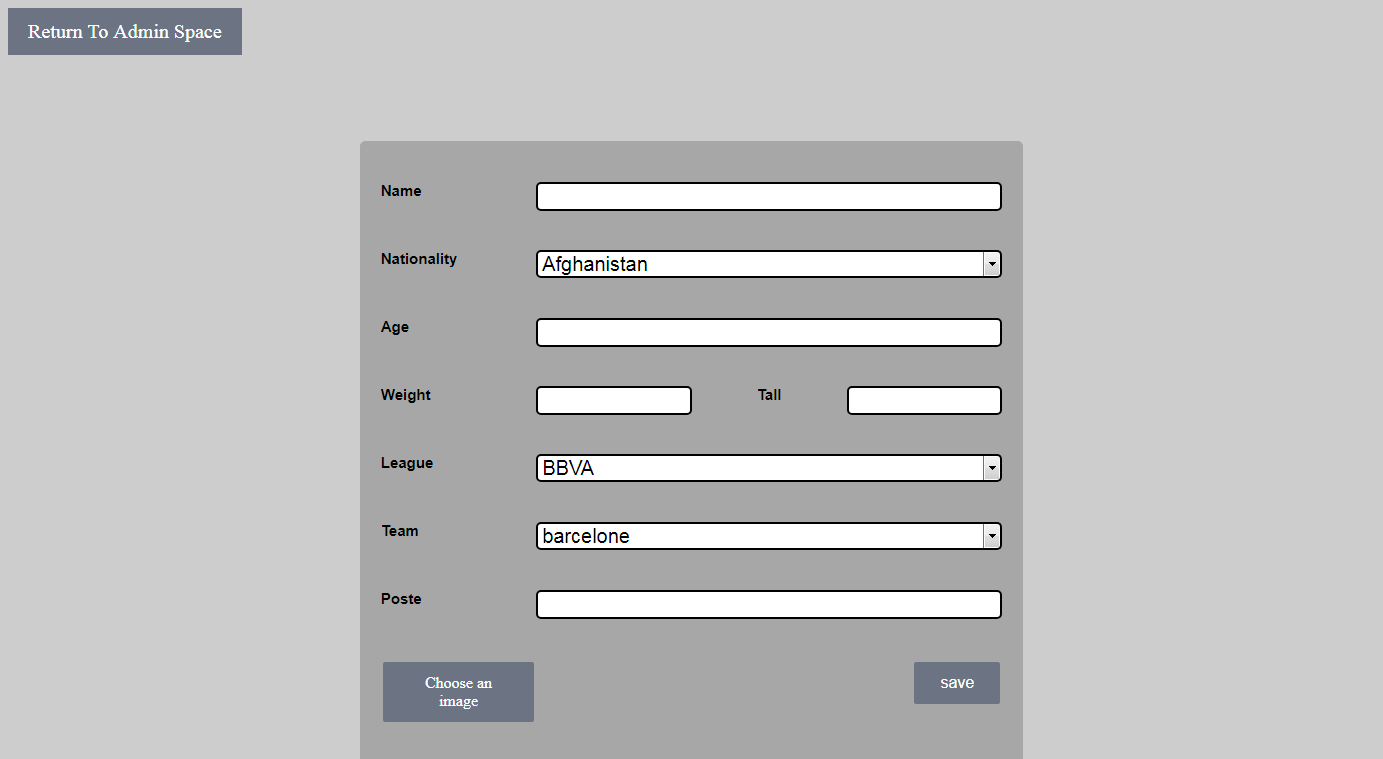 Return To Admin Space
Name
Nationality
Afghanistan
Age
Weight
Tall
League
BBVA
Team
barcelone
Poste
Choose an
image
save